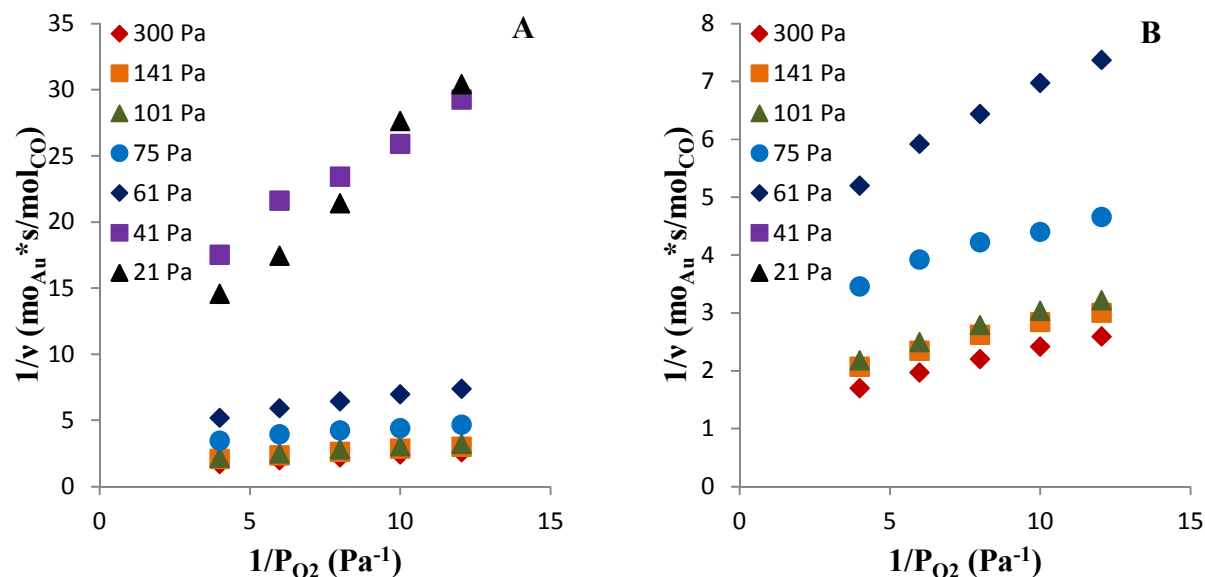 A
35
30
25
20
15
10
5
0
0
5
10
15
300 Pa
141 Pa
101 Pa
75 Pa
61 Pa
41 Pa
21 Pa
1/ν (mo_Au*s/mol_CO)
1/P_O2 (Pa⁻¹)
B
8
7
6
5
4
3
2
1
0
0
5
10
15
300 Pa
141 Pa
101 Pa
75 Pa
61 Pa
41 Pa
21 Pa
1/ν (mo_Au*s/mol_CO)
1/P_O2 (Pa⁻¹)